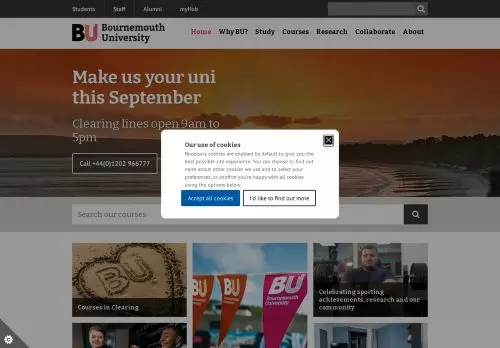 Students Staff Alumni myHub
BU Bournemouth
University
Home Why BU? Study Courses Research Collaborate About
Make us your uni
this September
Clearing lines open 9am to
5pm
Call +44(0)1202 966777
Our use of cookies
Necessary cookies are enabled by default to give you the
best possible site experience. You can choose to find out
more about other cookies we use and to select your
preferences, or confirm you're happy with all cookies
using the options below.
Accept all cookies I'd like to find out more
Search our courses
BU
Courses in Clearing
BU
BU
Bournemouth
University
Celebrating sporting
achievements, research and our
community